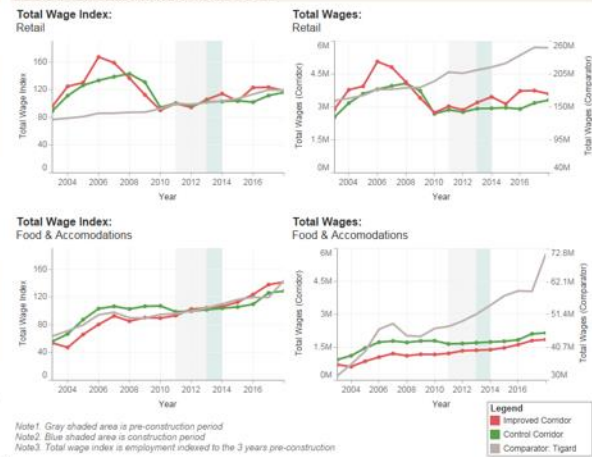 Total Wage Index:
Retail
160
120
80
40
0
Total Wage Index
2004 2006 2008 2010 2012 2014 2016
Year
Total Wages:
Retail
6M
4.5M
3M
1.5M
0M
Total Wages (Corridor)
260M
205M
150M
95M
40M
Total Wages (Comparator)
2004 2006 2008 2010 2012 2014 2016
Year
Total Wage Index:
Food & Accomodations
160
120
80
40
0
Total Wage Index
2004 2006 2008 2010 2012 2014 2016
Year
Total Wages:
Food & Accomodations
6M
4.5M
3M
1.5M
0M
Total Wages (Corridor)
72.8M
62.1M
51.4M
40.7M
30M
Total Wages (Comparator)
2004 2006 2008 2010 2012 2014 2016
Year
Note1. Gray shaded area is pre-construction period
Note2. Blue shaded area is construction period
Note3. Total wage index is employment indexed to the 3 years pre-construction
Legend
Improved Corridor
Control Corridor
Comparator: Tigard